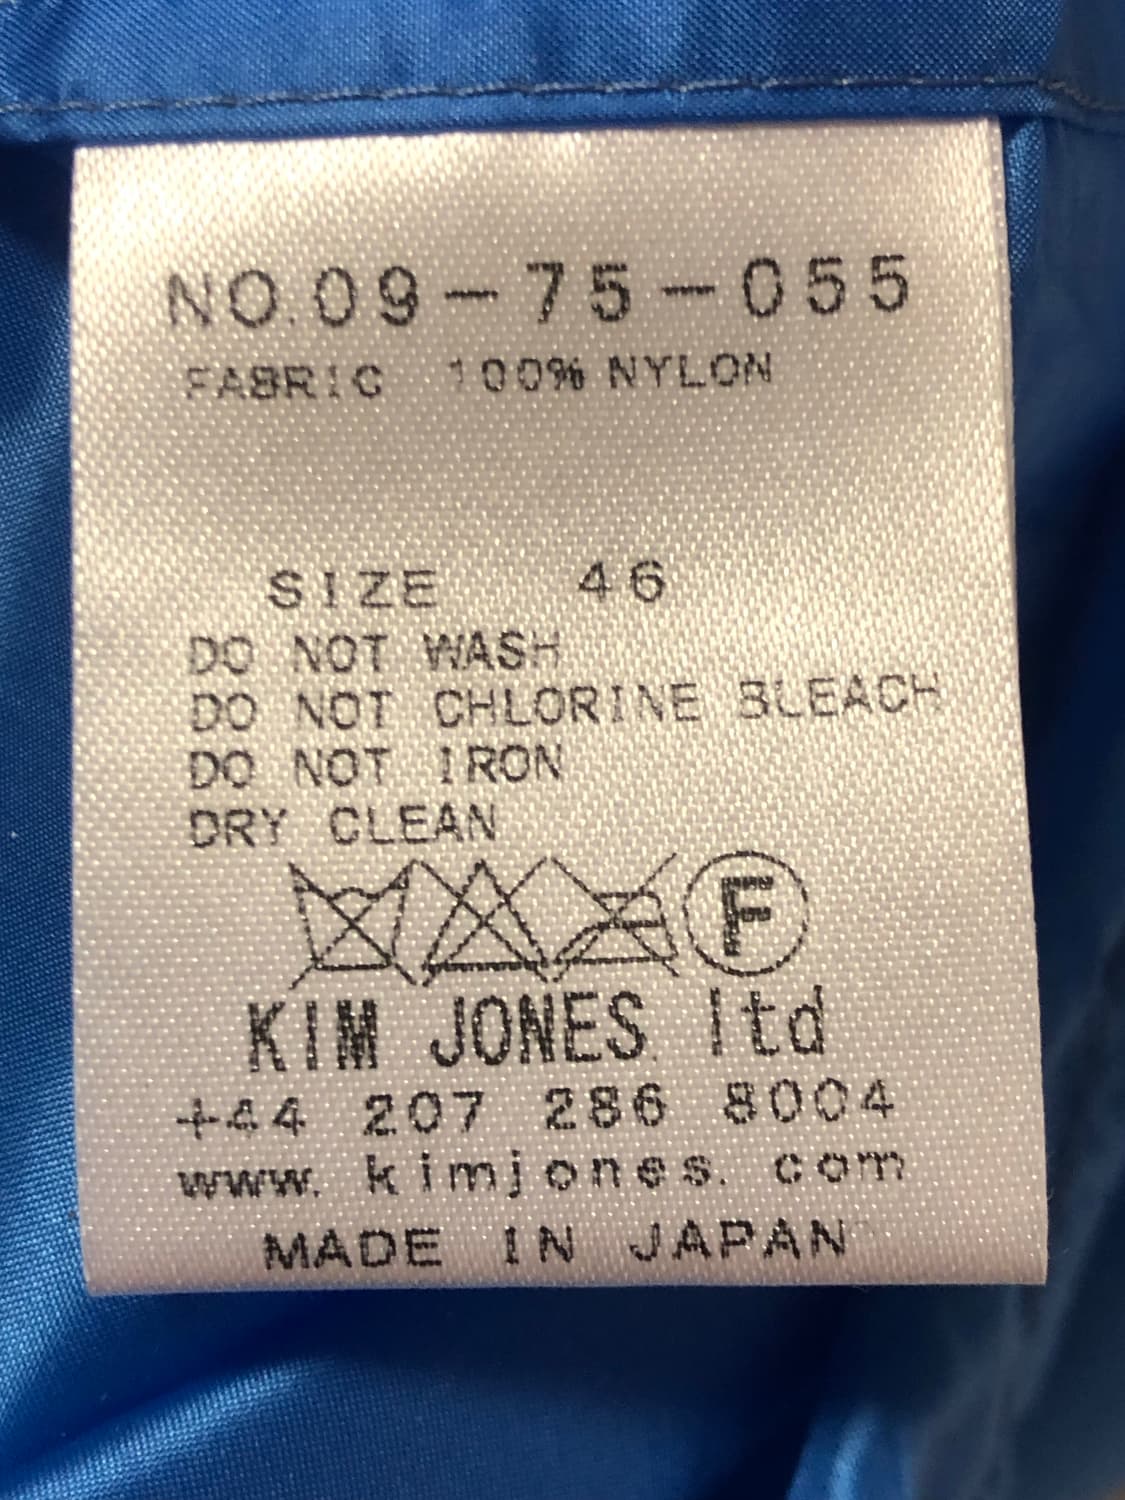 NO.09-75-055
FABRIC 100% NYLON
SIZE 46
DO NOT WASH
DO NOT CHLORINE BLEACH
DO NOT IRON
DRY CLEAN
F
KIM JONES ltd
+44 207 286 8004
www.kimjones.com
MADE IN JAPAN